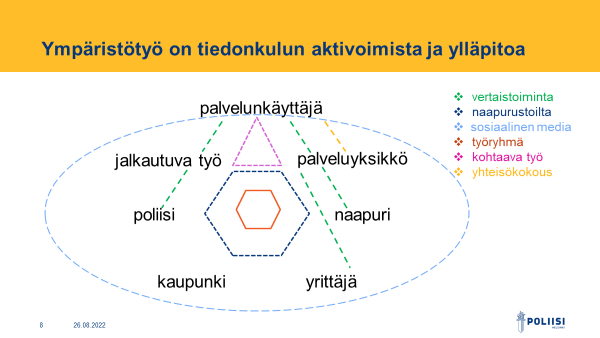 Ympäristötyö on tiedonkulun aktivoimista ja ylläpitoa
palvelunkäyttäjä
jalkautuva työ
palveluyksikkö
poliisi
naapuri
kaupunki
yrittäjä
vertaistoiminta
naapurustoilta
sosiaalinen media
työryhmä
kohtaava työ
yhteisökokous
8
26.08.2022
POLIISI
HELSINKI